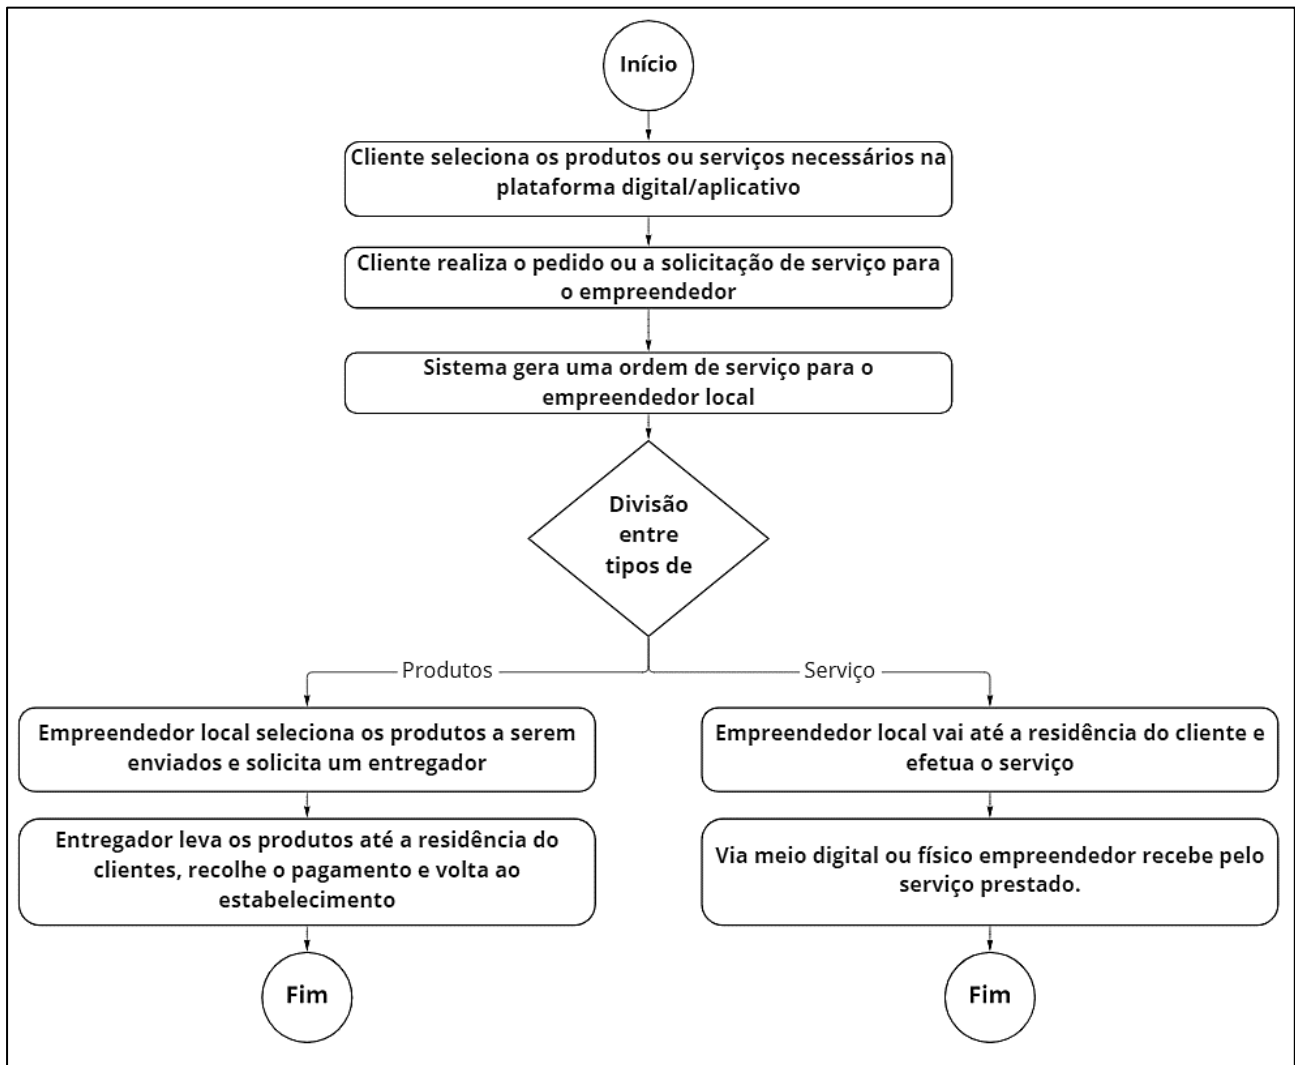 Início
Cliente seleciona os produtos ou serviços necessários na
plataforma digital/aplicativo
Cliente realiza o pedido ou a solicitação de serviço para
o empreendedor
Sistema gera uma ordem de serviço para o
empreendedor local
Divisão
entre
tipos de
Produtos
Serviço
Empreendedor local seleciona os produtos a serem
enviados e solicita um entregador
Empreendedor local vai até a residência do cliente e
efetua o serviço
Entregador leva os produtos até a residência do
clientes, recolhe o pagamento e volta ao
estabelecimento
Via meio digital ou físico empreendedor recebe pelo
serviço prestado.
Fim
Fim